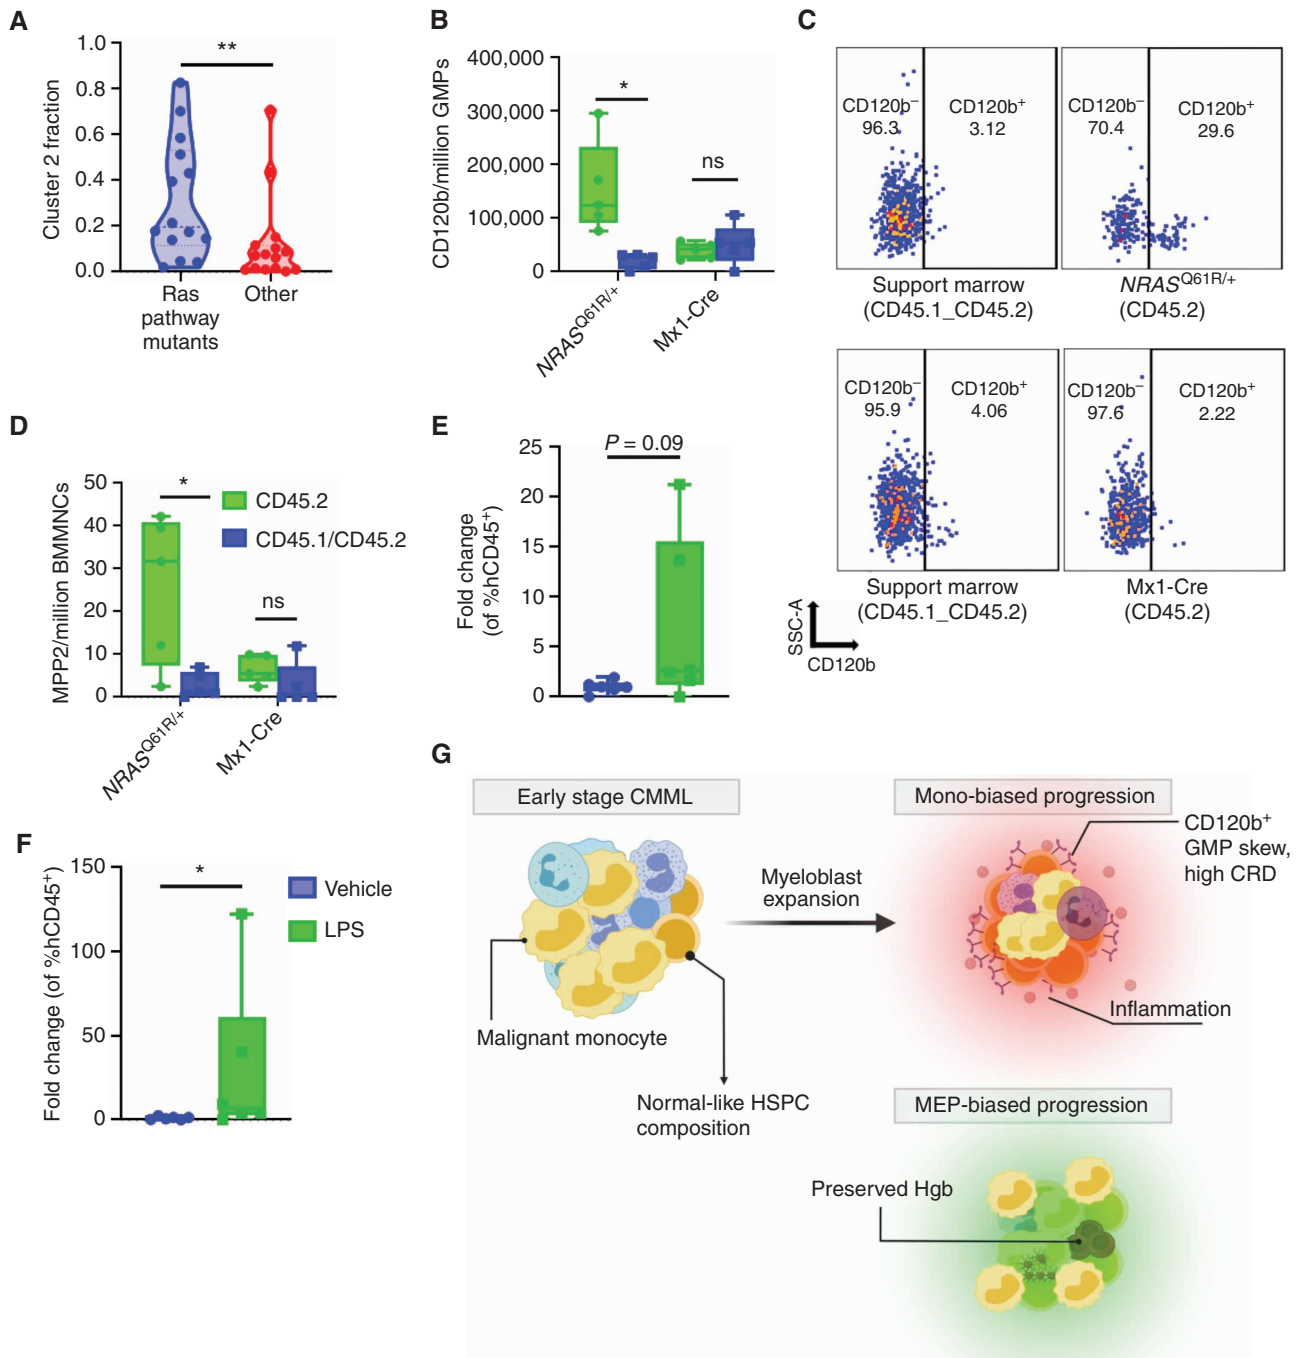 A
**
1.0
0.8
0.6
0.4
0.2
0.0
Cluster 2 fraction
Ras
pathway
mutants
Other
B
400,000
300,000
200,000
100,000
0
CD120b/million GMPs
*
ns
NRASQ61R/+
Mx1-Cre
C
CD120b–
96.3
CD120b+
3.12
CD120b–
70.4
CD120b+
29.6
Support marrow
(CD45.1_CD45.2)
NRASQ61R/+
(CD45.2)
CD120b–
95.9
CD120b+
4.06
CD120b–
97.6
CD120b+
2.22
Support marrow
(CD45.1_CD45.2)
Mx1-Cre
(CD45.2)
SSC-A
CD120b
D
50
40
30
20
10
0
MPP2/million BMMNCs
*
ns
CD45.2
CD45.1/CD45.2
NRASQ61R/+
Mx1-Cre
E
P = 0.09
25
20
15
10
5
0
Fold change
(of %hCD45+)
F
150
100
50
0
Fold change (of %hCD45+)
*
Vehicle
LPS
G
Early stage CMML
Mono-biased progression
CD120b+
GMP skew,
high CRD
Myeloblast
expansion
Inflammation
Malignant monocyte
Normal-like HSPC
composition
MEP-biased progression
Preserved Hgb